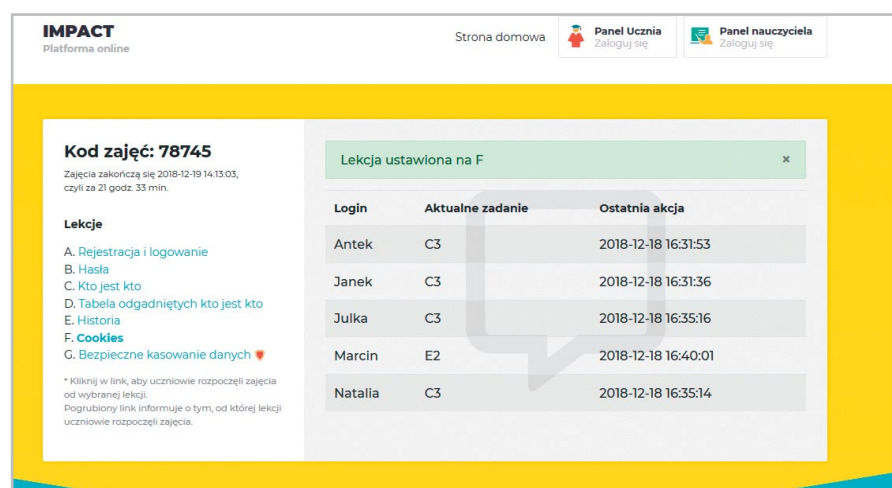 IMPACT
Platforma online
Strona domowa
Panel Ucznia
Zaloguj się
Panel nauczyciela
Zaloguj się
Kod zajęć: 78745
Zajęcia zakończą się 2018-12-19 14:13:03,
czyli za 21 godz. 33 min.
Lekcje
A. Rejestracja i logowanie
B. Hasła
C. Kto jest kto
D. Tabela odgadniętych kto jest kto
E. Historia
F. Cookies
G. Bezpieczne kasowanie danych
* Kliknij w link, aby uczniowie rozpoczęli zajęcia
od wybranej lekcji.
Pogrubiony link informuje o tym, od której lekcji
uczniowie rozpoczęli zajęcia.
Lekcja ustawiona na F ×
Login Aktualne zadanie Ostatnia akcja
Antek C3 2018-12-18 16:31:53
Janek C3 2018-12-18 16:31:36
Julka C3 2018-12-18 16:35:16
Marcin E2 2018-12-18 16:40:01
Natalia C3 2018-12-18 16:35:14